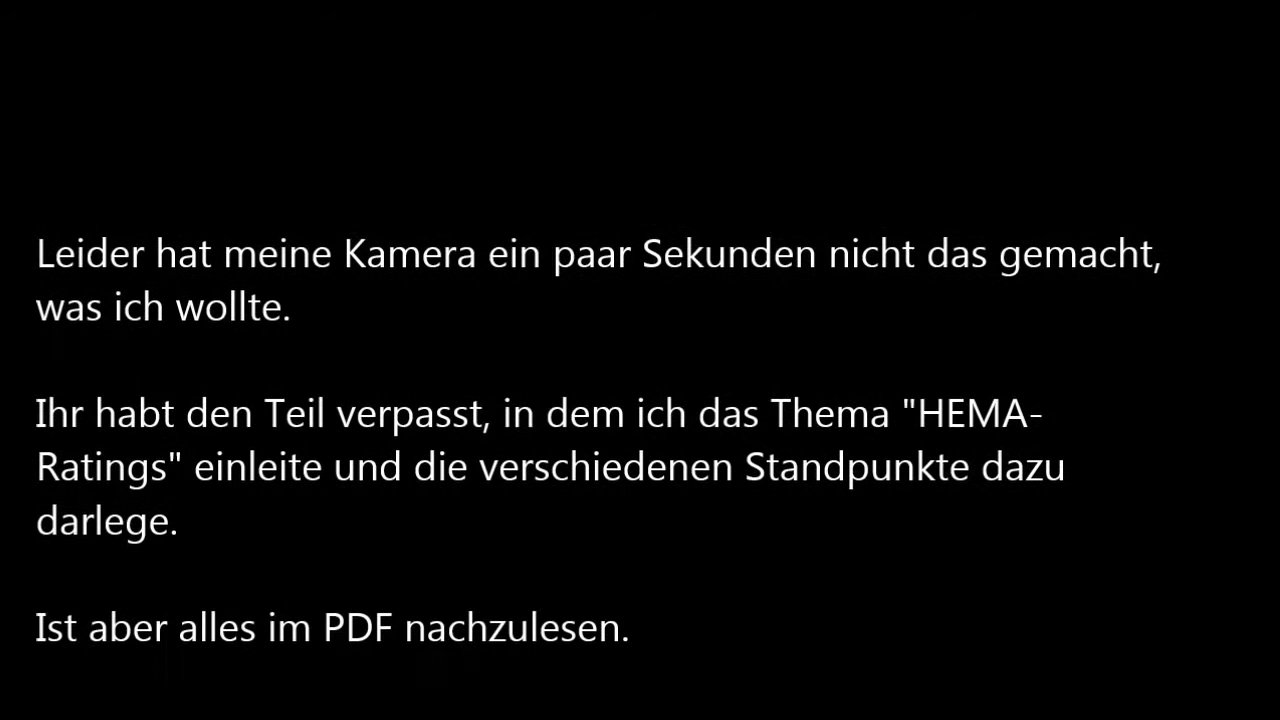 Leider hat meine Kamera ein paar Sekunden nicht das gemacht,
was ich wollte.
Ihr habt den Teil verpasst, in dem ich das Thema "HEMA-
Ratings" einleite und die verschiedenen Standpunkte dazu
darlege.
Ist aber alles im PDF nachzulesen.